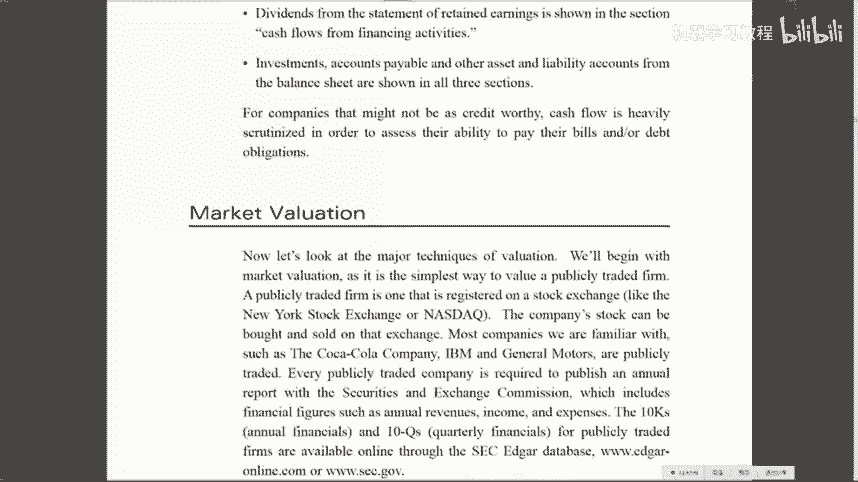 • Dividends from the statement of retained earnings is shown in the section
“cash flows from financing activities.”
机器学习教程 bilibili
• Investments, accounts payable and other asset and liability accounts from
the balance sheet are shown in all three sections.
For companies that might not be as credit worthy, cash flow is heavily
scrutinized in order to assess their ability to pay their bills and/or debt
obligations.
Market Valuation
Now let’s look at the major techniques of valuation. We’ll begin with
market valuation, as it is the simplest way to value a publicly traded firm.
A publicly traded firm is one that is registered on a stock exchange (like the
New York Stock Exchange or NASDAQ). The company’s stock can be
bought and sold on that exchange. Most companies we are familiar with,
such as The Coca-Cola Company, IBM and General Motors, are publicly
traded. Every publicly traded company is required to publish an annual
report with the Securities and Exchange Commission, which includes
financial figures such as annual revenues, income, and expenses. The 10Ks
(annual financials) and 10-Qs (quarterly financials) for publicly traded
firms are available online through the SEC Edgar database, www.edgar-
online.com or www.sec.gov.